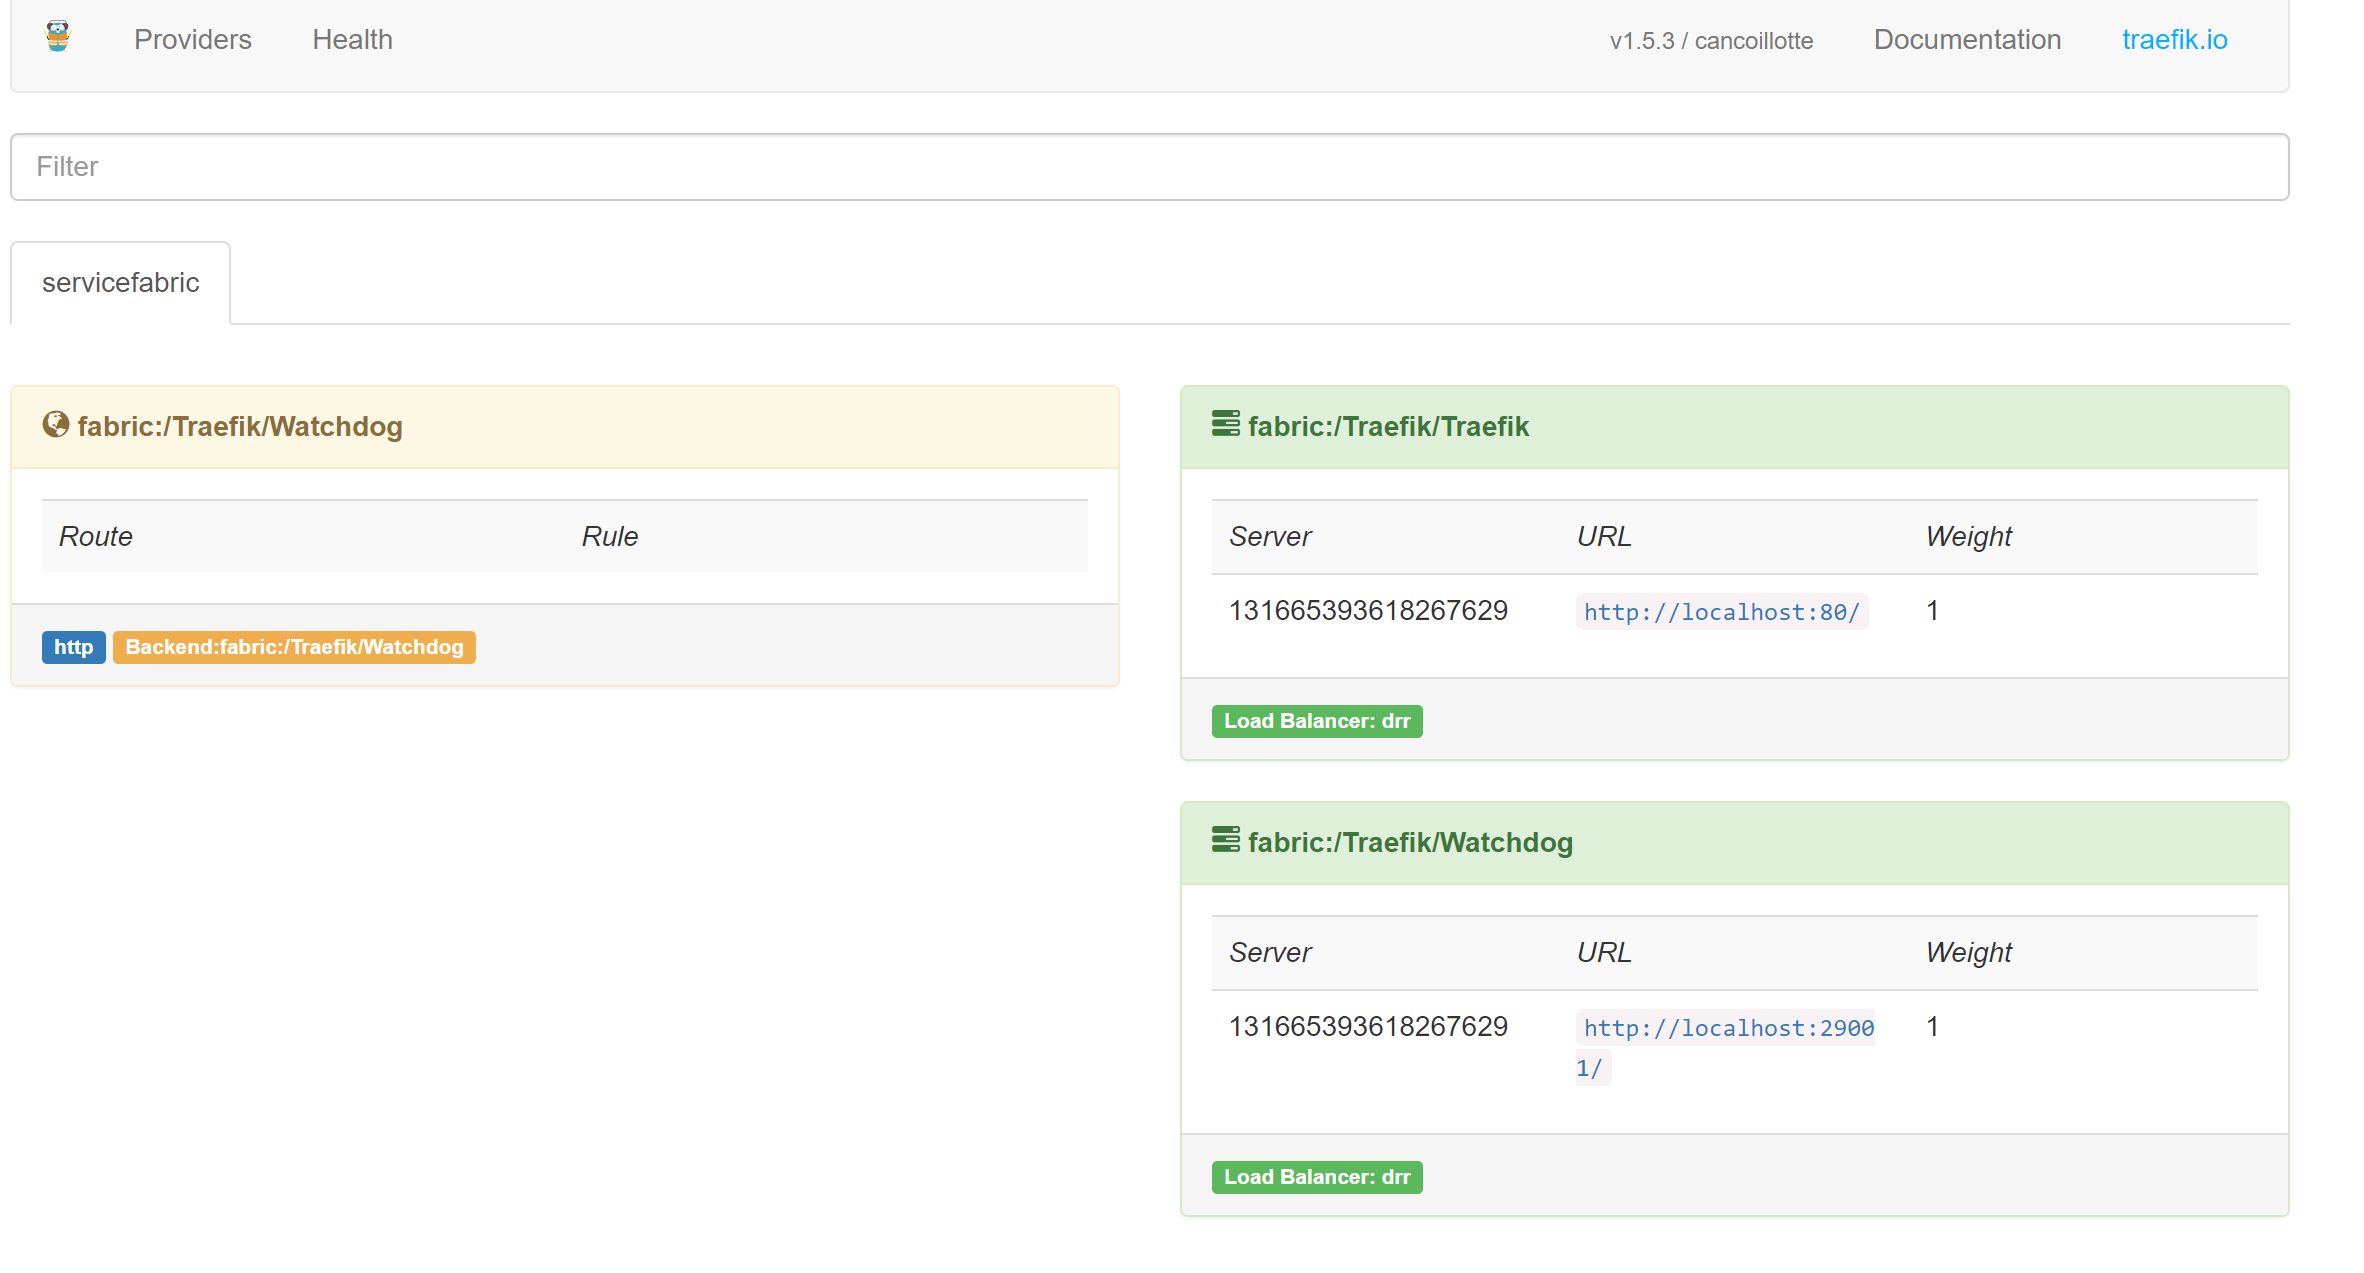 Providers Health v1.5.3 / cancoillotte Documentation traefik.io
Filter
servicefabric
fabric:/Traefik/Watchdog
Route Rule
http Backend:fabric:/Traefik/Watchdog
fabric:/Traefik/Traefik
Server URL Weight
131665393618267629 http://localhost:80/ 1
Load Balancer: drr
fabric:/Traefik/Watchdog
Server URL Weight
131665393618267629 http://localhost:2900 1
1/
Load Balancer: drr